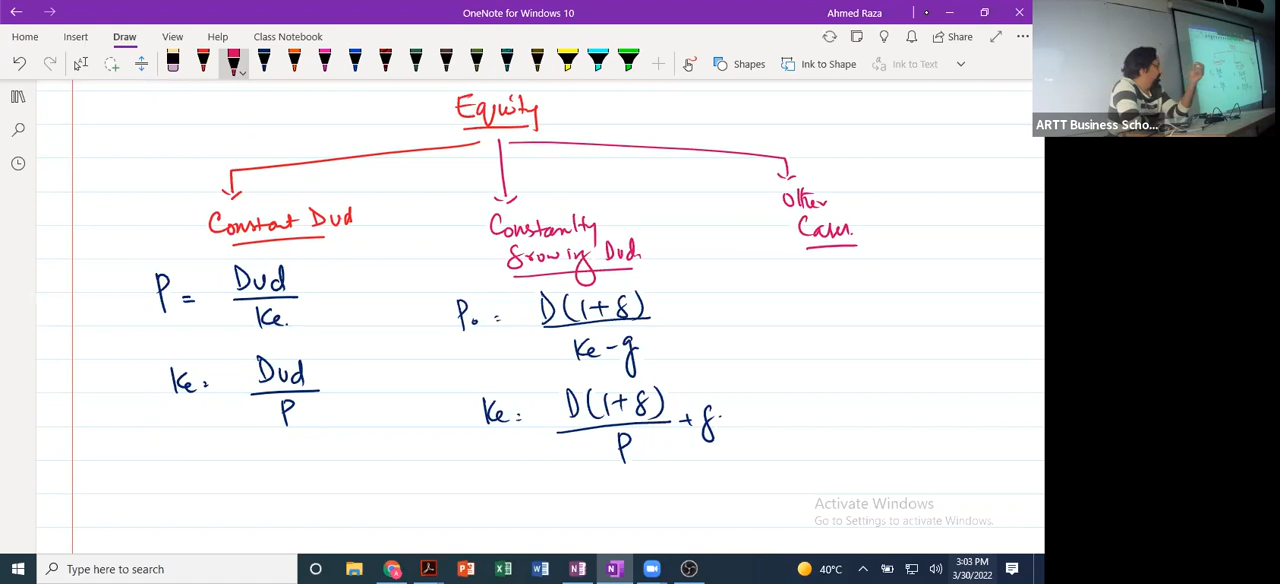 OneNote for Windows 10
Ahmed Raza
Home Insert Draw View Help Class Notebook
Share
Shapes Ink to Shape Ink to Text
ARTT Business Scho...
Equity
Constant Dvd
Constantly
growing Dvd.
Other
Cases.
P = Dvd
Ke.
Ke = Dvd
P
P₀ = D(1+g)
Ke - g
Ke = D(1+g) + g.
P
Activate Windows
Go to Settings to activate Windows.
Type here to search
40°C
3:03 PM
3/30/2022